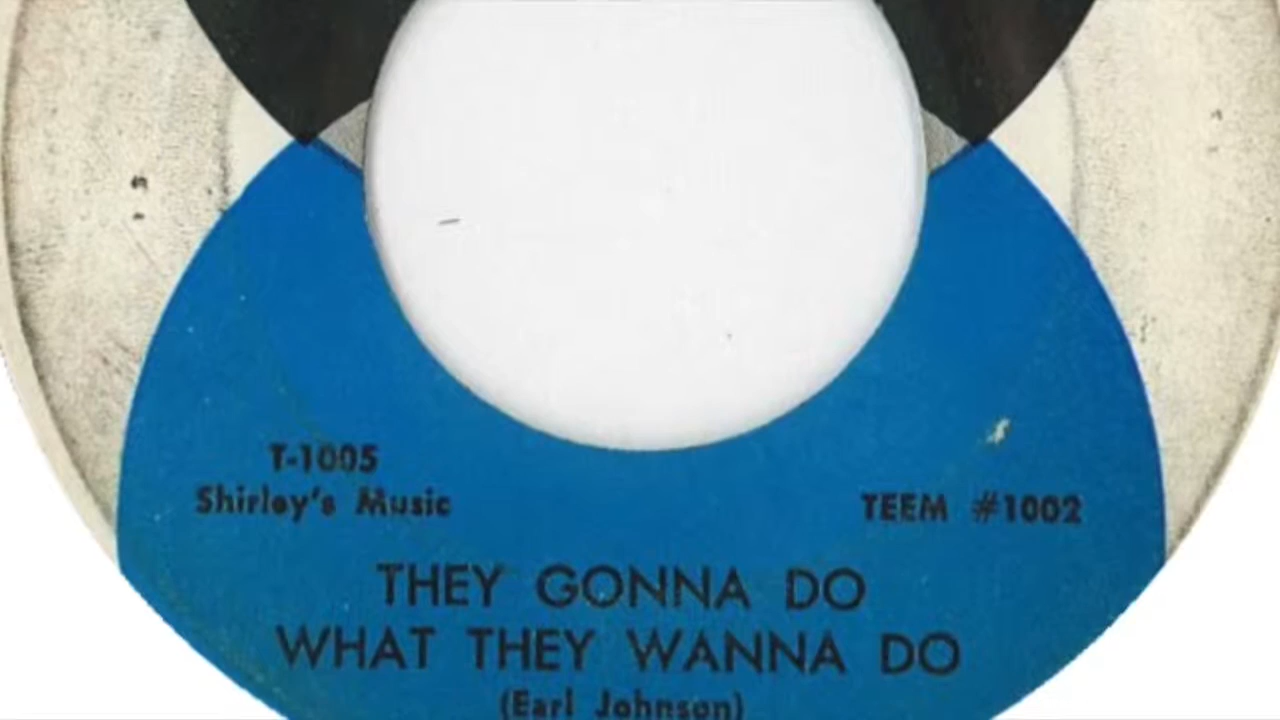 T-1005
Shirley's Music
TEEM #1002
THEY GONNA DO
WHAT THEY WANNA DO
(Earl Johnson)